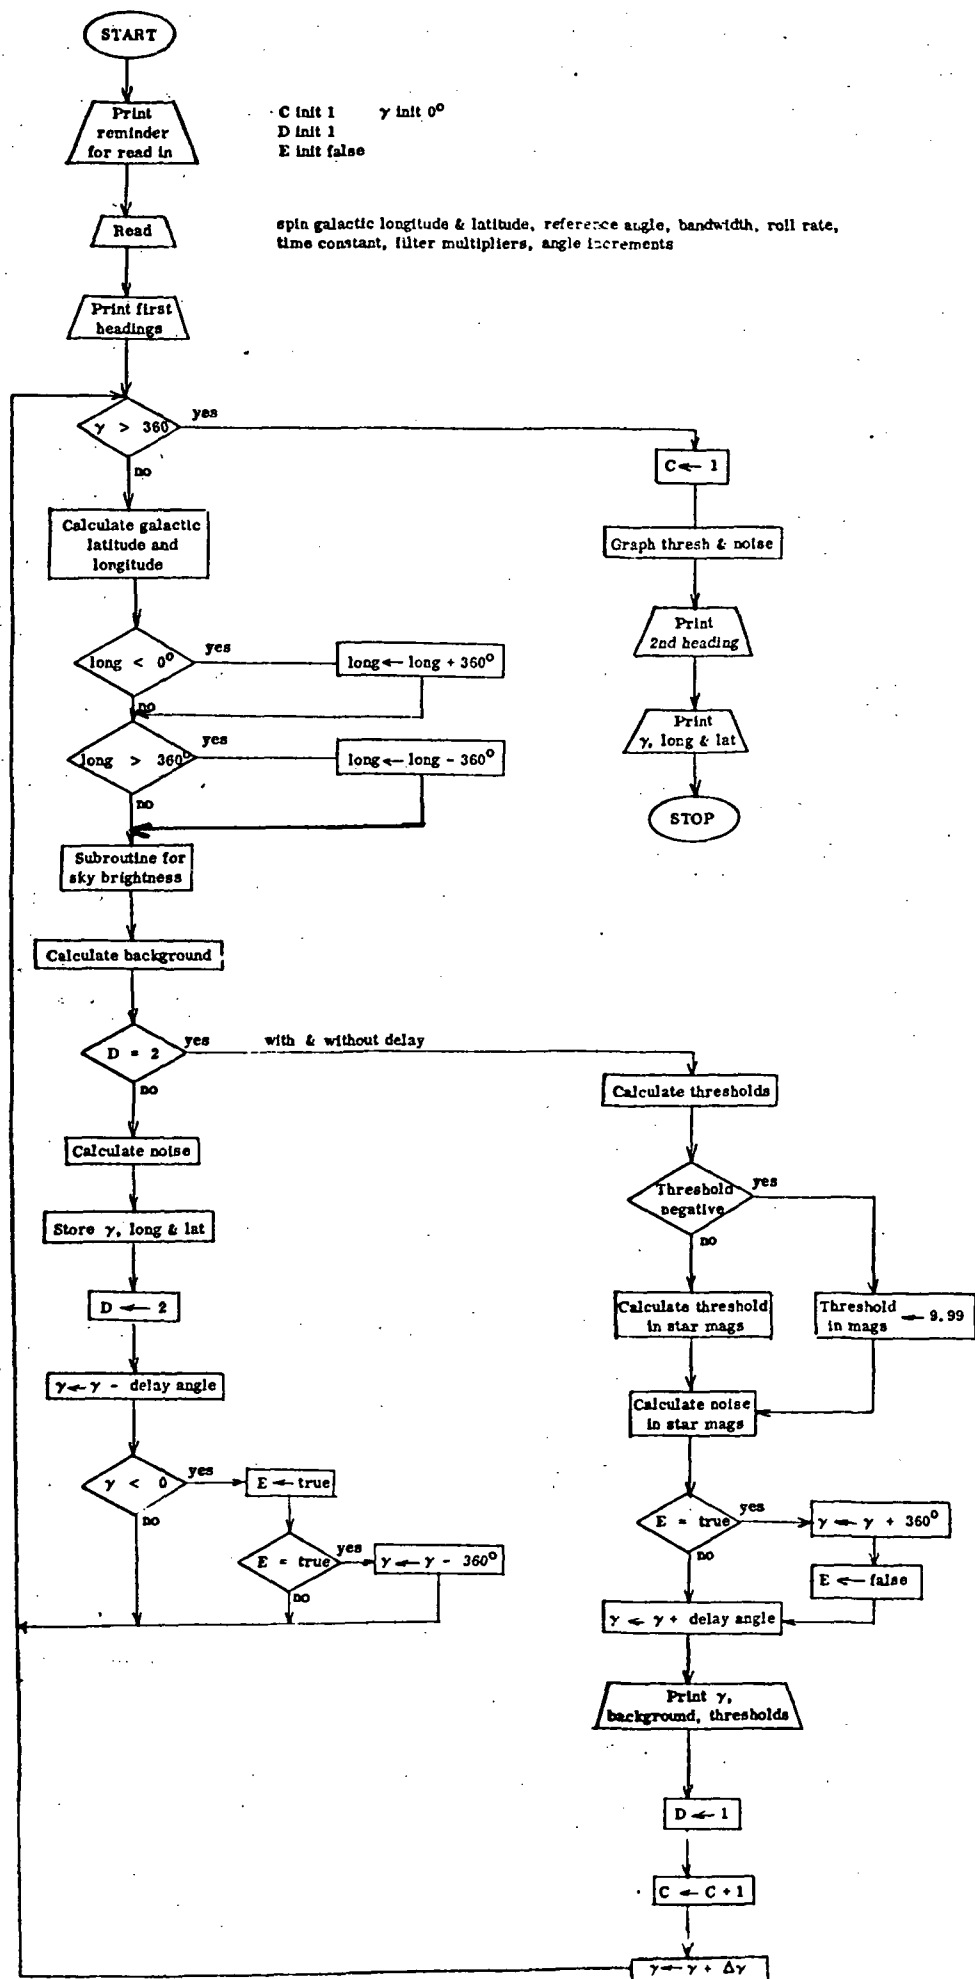 START
Print
reminder
for read in
C init 1 γ init 0°
D init 1
E init false
Read
spin galactic longitude & latitude, reference angle, bandwidth, roll rate,
time constant, filter multipliers, angle increments
Print first
headings
γ > 360
yes
no
C ← 1
Calculate galactic
latitude and
longitude
Graph thresh & noise
Print
2nd heading
long < 0°
yes
no
long ← long + 360°
Print
γ, long & lat
long > 360°
yes
no
long ← long - 360°
STOP
Subroutine for
sky brightness
Calculate background
D = 2
yes
with & without delay
no
Calculate thresholds
Calculate noise
Threshold
negative
yes
no
Store γ, long & lat
D ← 2
Calculate threshold
in star mags
Threshold
in mags ← 9.99
γ ← γ - delay angle
Calculate noise
in star mags
γ < 0
yes
no
E ← true
E = true
yes
no
γ ← γ + 360°
E = true
yes
no
γ ← γ - 360°
E ← false
γ ← γ + delay angle
Print γ,
background, thresholds
D ← 1
C ← C + 1
γ ← γ + Δγ